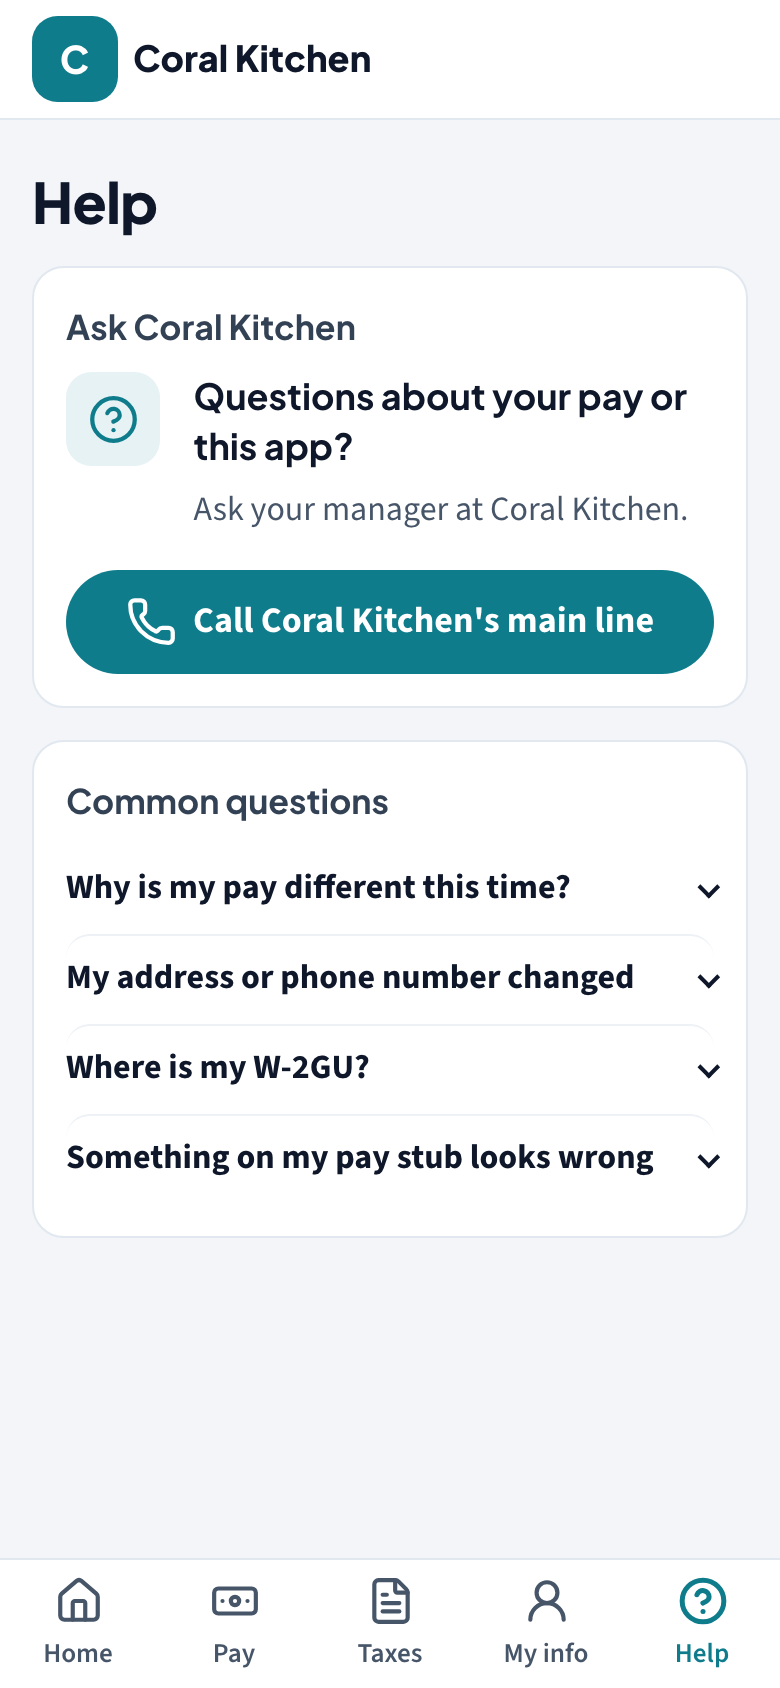 C
Coral Kitchen
Help
Ask Coral Kitchen
Questions about your pay or
this app?
Ask your manager at Coral Kitchen.
Call Coral Kitchen's main line
Common questions
Why is my pay different this time?
My address or phone number changed
Where is my W-2GU?
Something on my pay stub looks wrong
Home
Pay
Taxes
My info
Help